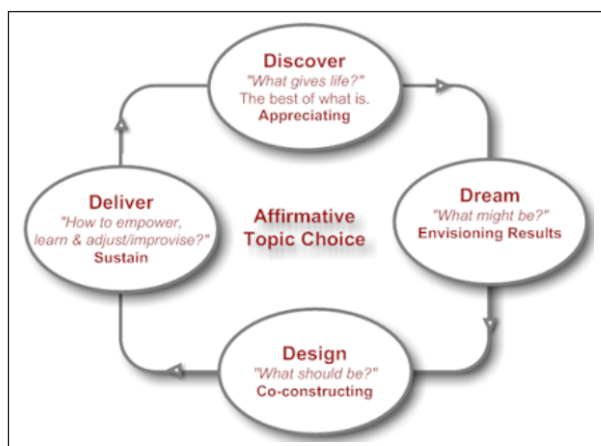 Discover
"What gives life?"
The best of what is.
Appreciating
Dream
"What might be?"
Envisioning Results
Design
"What should be?"
Co-constructing
Deliver
"How to empower,
learn & adjust/improvise?"
Sustain
Affirmative
Topic Choice